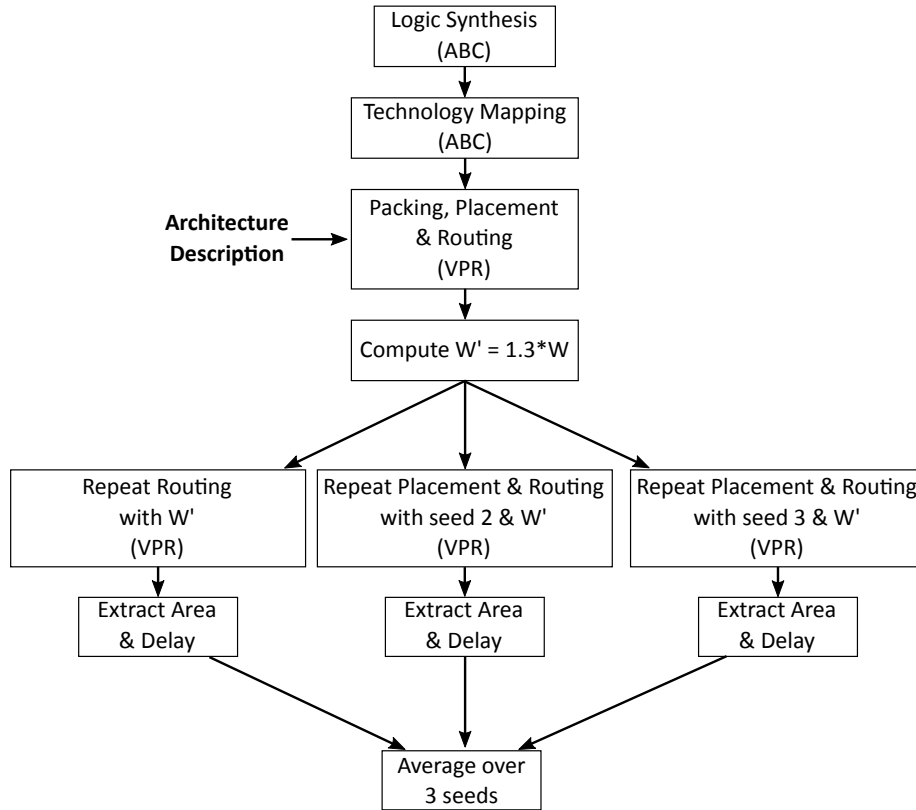 Logic Synthesis
(ABC)
Technology Mapping
(ABC)
Architecture
Description
Packing, Placement
& Routing
(VPR)
Compute W' = 1.3*W
Repeat Routing
with W'
(VPR)
Repeat Placement & Routing
with seed 2 & W'
(VPR)
Repeat Placement & Routing
with seed 3 & W'
(VPR)
Extract Area
& Delay
Extract Area
& Delay
Extract Area
& Delay
Average over
3 seeds